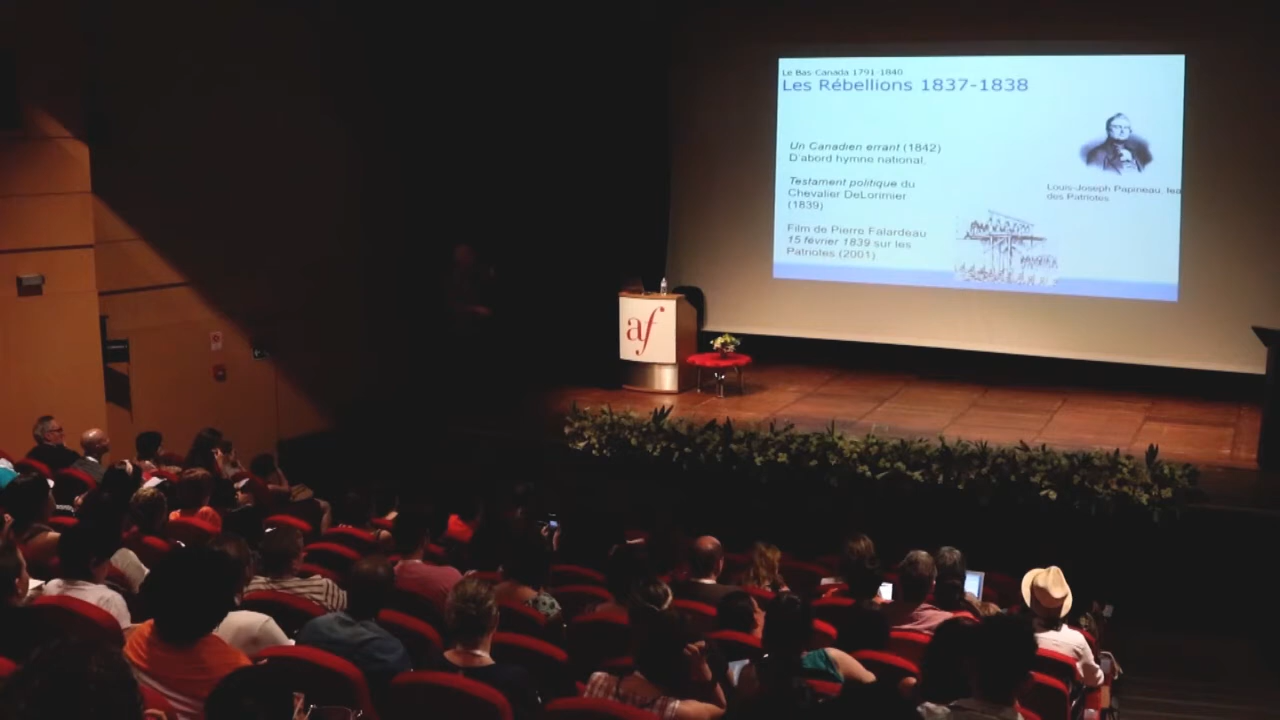 Le Bas-Canada 1791-1840
Les Rébellions 1837-1838
Un Canadien errant (1842)
D'abord hymne national,
Testament politique du
Chevalier DeLorimier
(1839)
Film de Pierre Falardeau
15 février 1839 sur les
Patriotes (2001)
Louis-Joseph Papineau, lea
des Patriotes
af